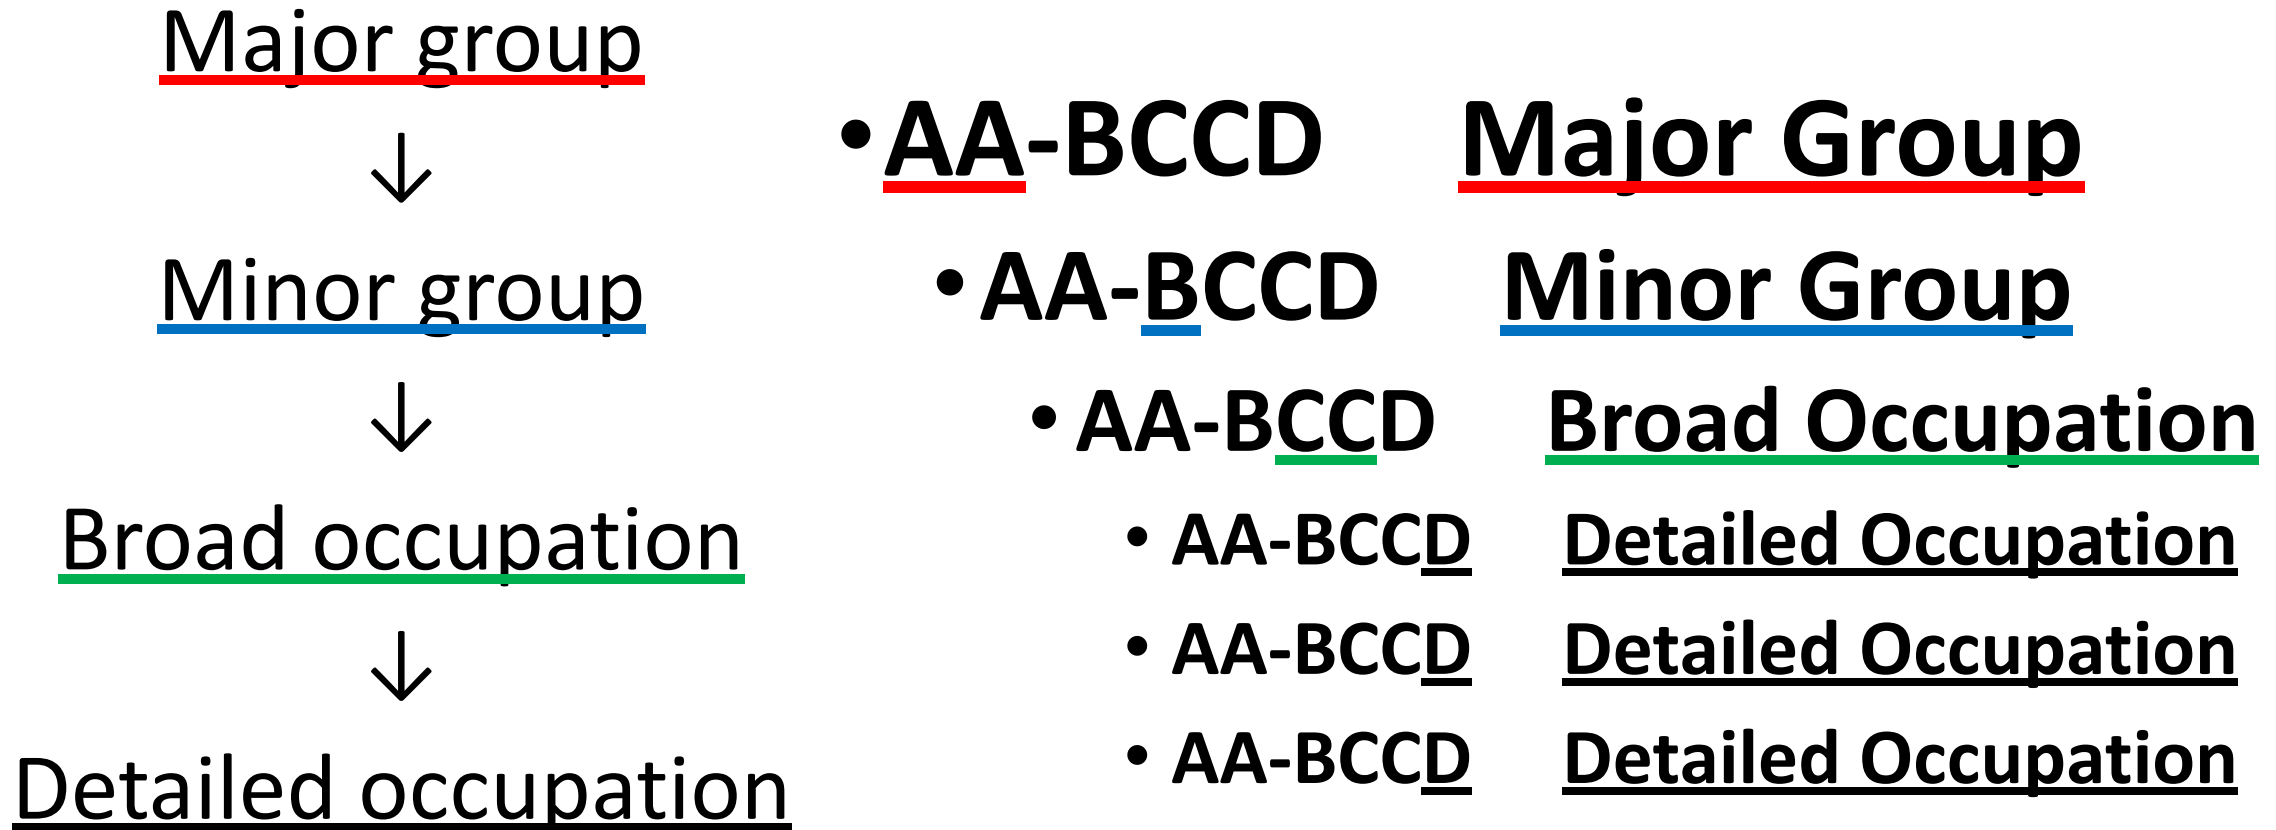 Major group
↓
Minor group
↓
Broad occupation
↓
Detailed occupation
•AA-BCCD Major Group
•AA-BCCD Minor Group
•AA-BCCD Broad Occupation
•AA-BCCD Detailed Occupation
•AA-BCCD Detailed Occupation
•AA-BCCD Detailed Occupation